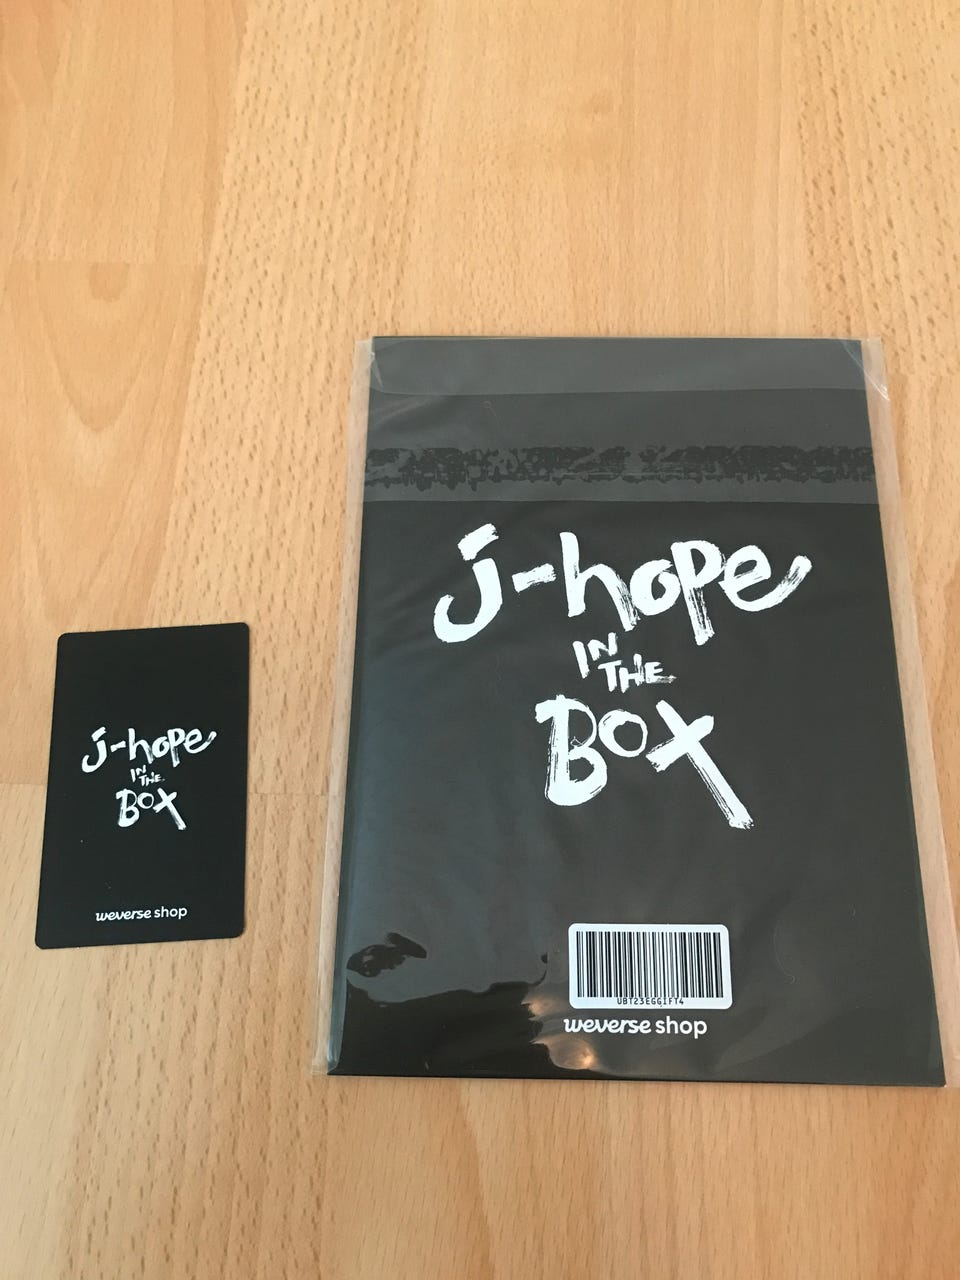 j-hope
IN
THE
BOX
weverse shop
j-hope
IN
THE
BOX
UBT23EGGIFT4
weverse shop